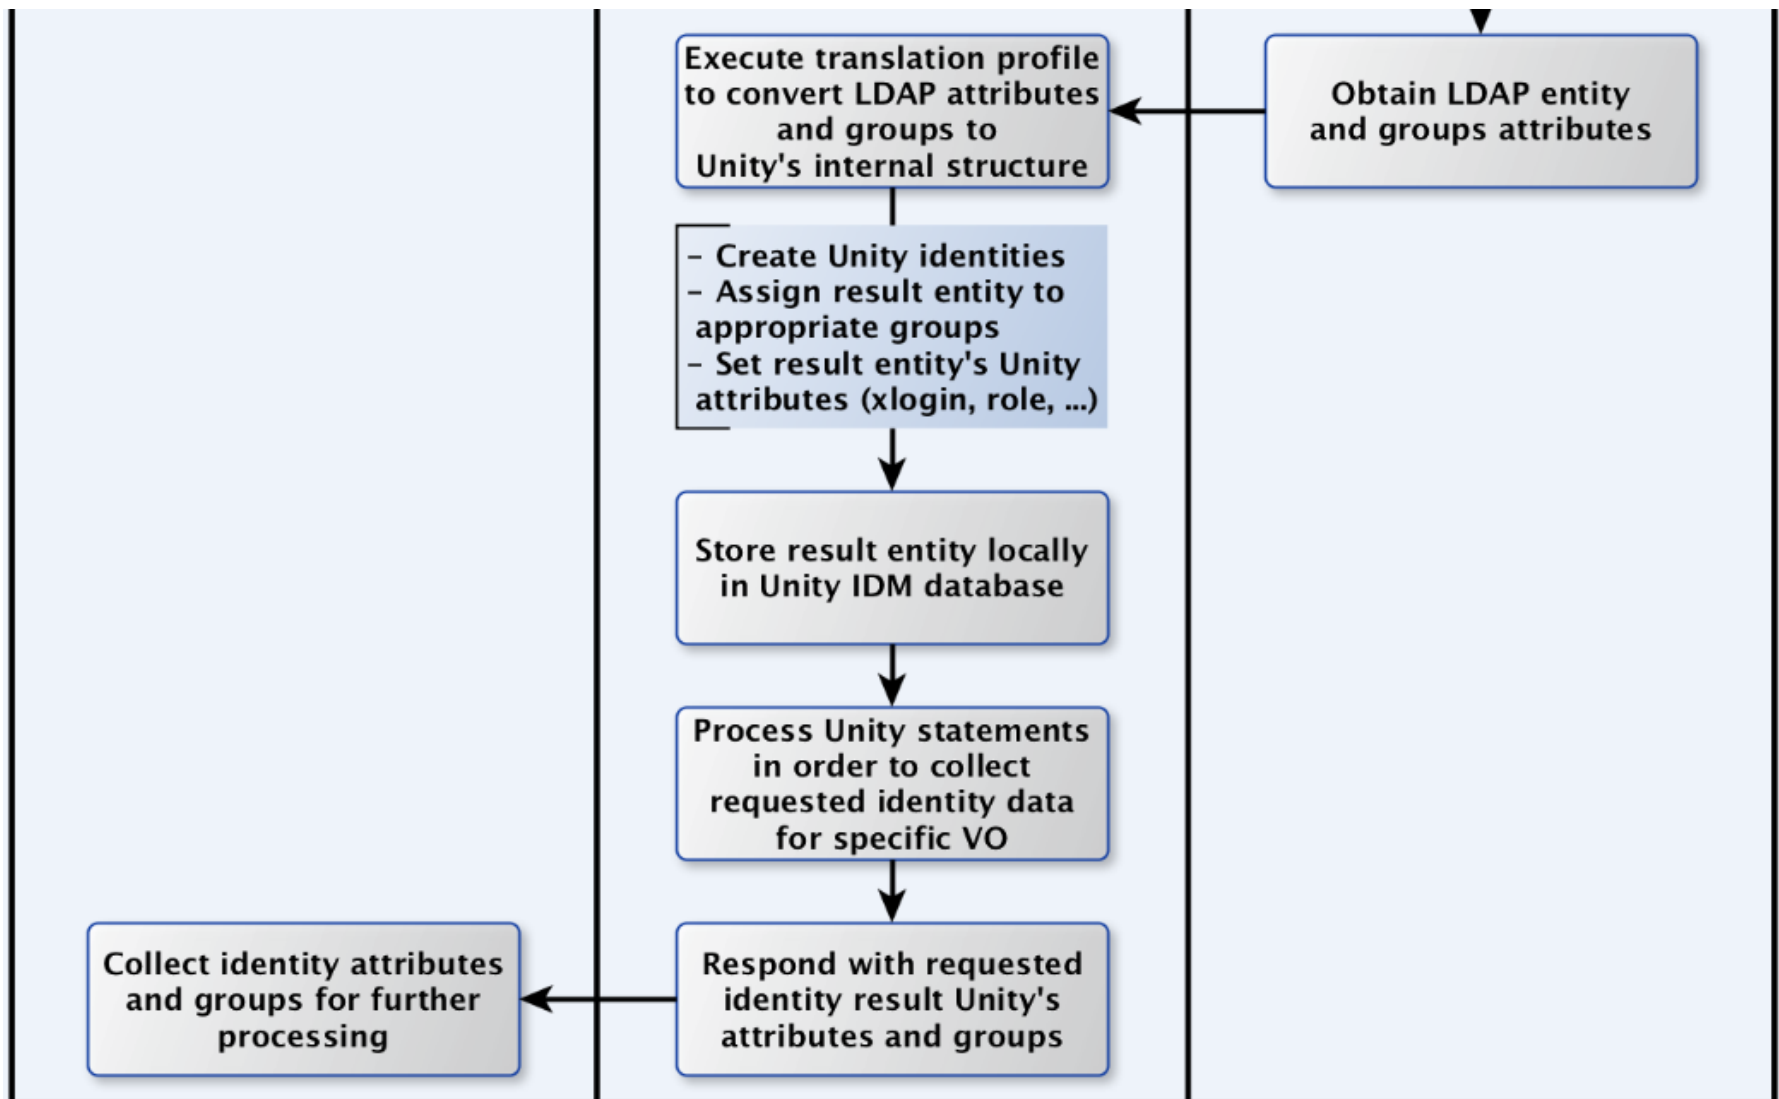 Execute translation profile
to convert LDAP attributes
and groups to
Unity's internal structure
Obtain LDAP entity
and groups attributes
– Create Unity identities
– Assign result entity to
appropriate groups
– Set result entity's Unity
attributes (xlogin, role, ...)
Store result entity locally
in Unity IDM database
Process Unity statements
in order to collect
requested identity data
for specific VO
Collect identity attributes
and groups for further
processing
Respond with requested
identity result Unity's
attributes and groups